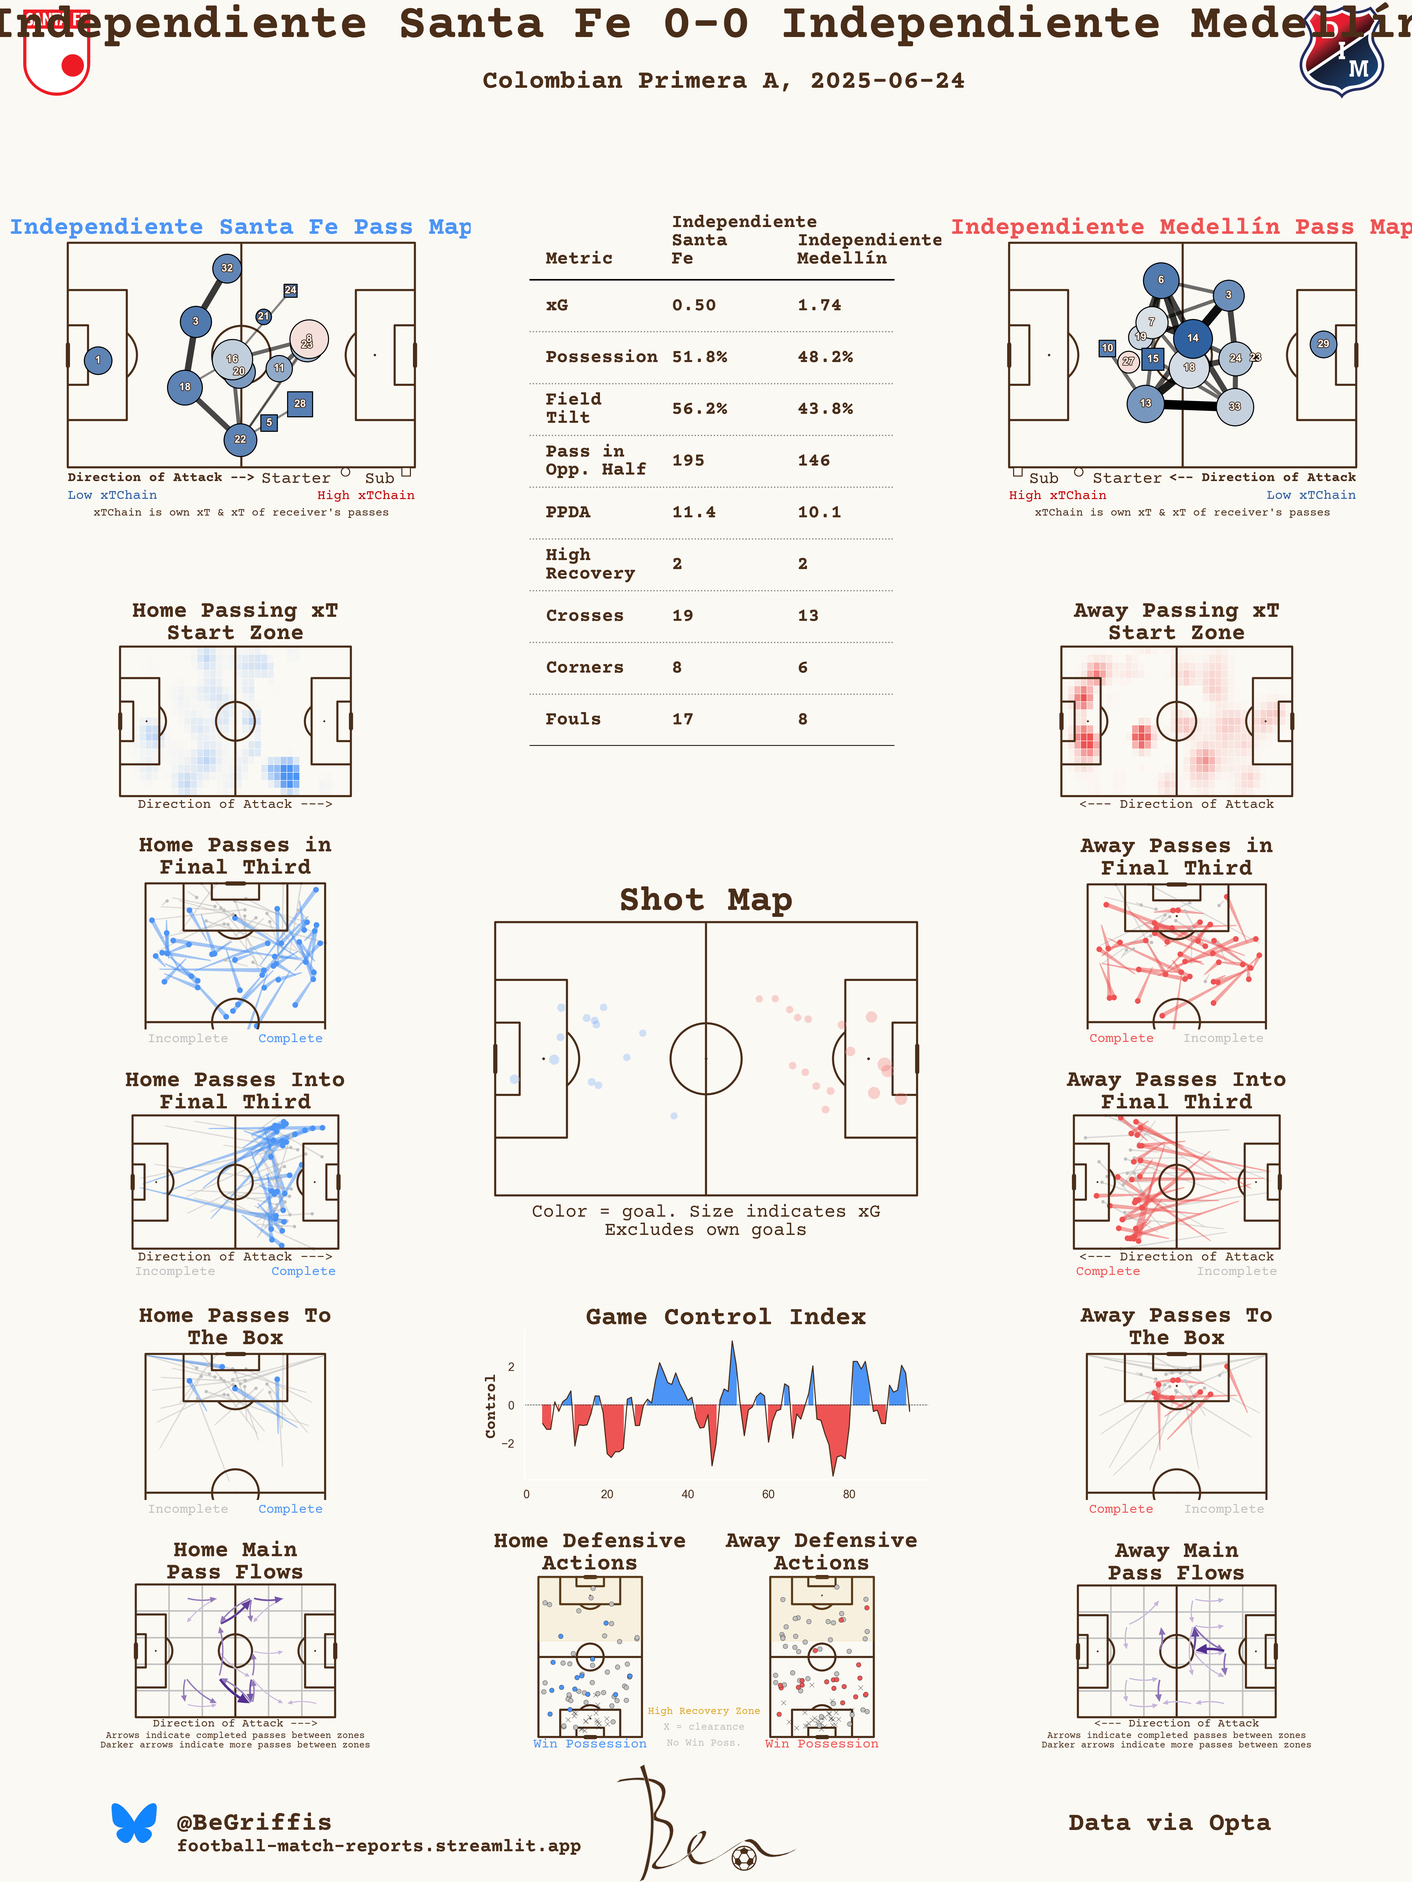 Independiente Santa Fe 0-0 Independiente Medellín
SANTA FE
D
I
M
Colombian Primera A, 2025-06-24
Independiente Santa Fe Pass Map
32
24
21
3
8
23
16
20
11
1
18
28
5
22
Direction of Attack --> Starter Sub
Low xTChain High xTChain
xTChain is own xT & xT of receiver's passes
Metric Independiente Santa Fe Independiente Medellín
xG 0.50 1.74
Possession 51.8% 48.2%
Field Tilt 56.2% 43.8%
Pass in Opp. Half 195 146
PPDA 11.4 10.1
High Recovery 2 2
Crosses 19 13
Corners 8 6
Fouls 17 8
Independiente Medellín Pass Map
6
3
7
19
14
10
15
27
18
24
23
29
13
33
Sub Starter <-- Direction of Attack
High xTChain Low xTChain
xTChain is own xT & xT of receiver's passes
Home Passing xT
Start Zone
Direction of Attack --->
Away Passing xT
Start Zone
<--- Direction of Attack
Home Passes in
Final Third
Incomplete Complete
Shot Map
Color = goal. Size indicates xG
Excludes own goals
Away Passes in
Final Third
Complete Incomplete
Home Passes Into
Final Third
Direction of Attack --->
Incomplete Complete
Away Passes Into
Final Third
<--- Direction of Attack
Complete Incomplete
Home Passes To
The Box
Incomplete Complete
Game Control Index
Control
2
0
−2
0 20 40 60 80
Away Passes To
The Box
Complete Incomplete
Home Main
Pass Flows
Direction of Attack --->
Arrows indicate completed passes between zones
Darker arrows indicate more passes between zones
Home Defensive
Actions
Win Possession
Away Defensive
Actions
Win Possession
High Recovery Zone
X = clearance
No Win Poss.
Away Main
Pass Flows
<--- Direction of Attack
Arrows indicate completed passes between zones
Darker arrows indicate more passes between zones
@BeGriffis
football-match-reports.streamlit.app
Ben
Data via Opta